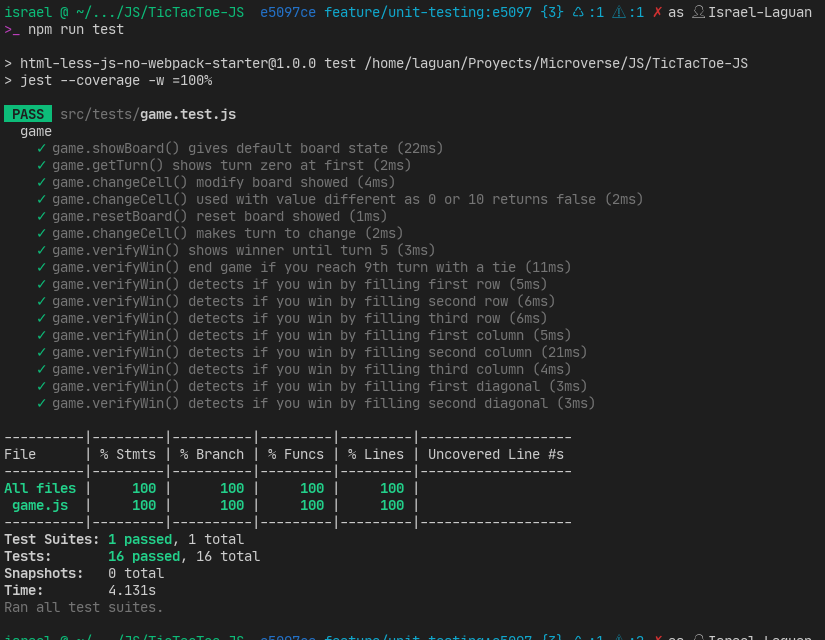 israel @ ~/.../JS/TicTacToe-JS  e5097ce feature/unit-testing:e5097 {3} ♺ :1 ⚠ :1 ✗ as Israel-Laguan
>_ npm run test
> html-less-js-no-webpack-starter@1.0.0 test /home/laguan/Proyects/Microverse/JS/TicTacToe-JS
> jest --coverage -w =100%
PASS src/tests/game.test.js
  game
    ✓ game.showBoard() gives default board state (22ms)
    ✓ game.getTurn() shows turn zero at first (2ms)
    ✓ game.changeCell() modify board showed (4ms)
    ✓ game.changeCell() used with value different as 0 or 10 returns false (2ms)
    ✓ game.resetBoard() reset board showed (1ms)
    ✓ game.changeCell() makes turn to change (2ms)
    ✓ game.verifyWin() shows winner until turn 5 (3ms)
    ✓ game.verifyWin() end game if you reach 9th turn with a tie (11ms)
    ✓ game.verifyWin() detects if you win by filling first row (5ms)
    ✓ game.verifyWin() detects if you win by filling second row (6ms)
    ✓ game.verifyWin() detects if you win by filling third row (6ms)
    ✓ game.verifyWin() detects if you win by filling first column (5ms)
    ✓ game.verifyWin() detects if you win by filling second column (21ms)
    ✓ game.verifyWin() detects if you win by filling third column (4ms)
    ✓ game.verifyWin() detects if you win by filling first diagonal (3ms)
    ✓ game.verifyWin() detects if you win by filling second diagonal (3ms)
----------|---------|----------|---------|---------|-------------------
File      | % Stmts | % Branch | % Funcs | % Lines | Uncovered Line #s
----------|---------|----------|---------|---------|-------------------
All files |     100 |      100 |     100 |     100 |
 game.js  |     100 |      100 |     100 |     100 |
----------|---------|----------|---------|---------|-------------------
Test Suites: 1 passed, 1 total
Tests:       16 passed, 16 total
Snapshots:   0 total
Time:        4.131s
Ran all test suites.
israel @ ~/.../JS/TicTacToe-JS  e5097ce feature/unit-testing:e5097 {3} ♺ :1 ⚠ :2 ✗ as Israel-Laguan